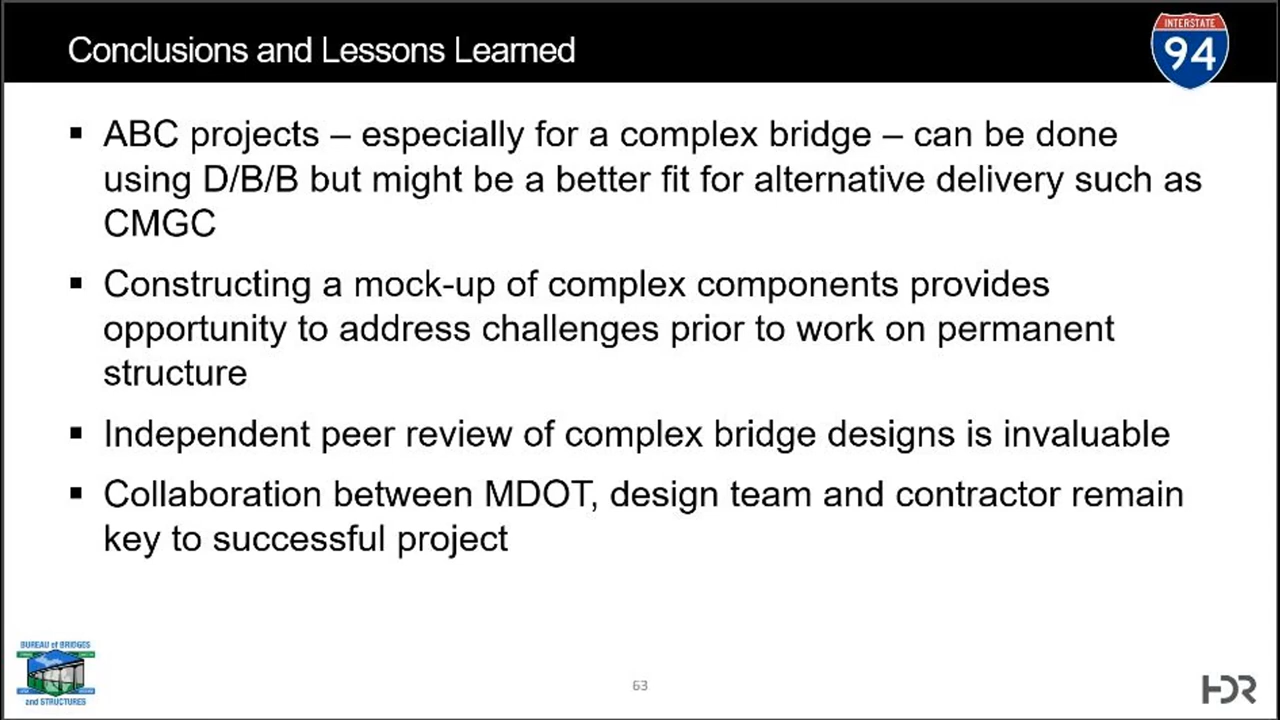 Conclusions and Lessons Learned
INTERSTATE
94
▪ ABC projects – especially for a complex bridge – can be done
using D/B/B but might be a better fit for alternative delivery such as
CMGC
▪ Constructing a mock-up of complex components provides
opportunity to address challenges prior to work on permanent
structure
▪ Independent peer review of complex bridge designs is invaluable
▪ Collaboration between MDOT, design team and contractor remain
key to successful project
BUREAU of BRIDGES
and STRUCTURES
63
HDR